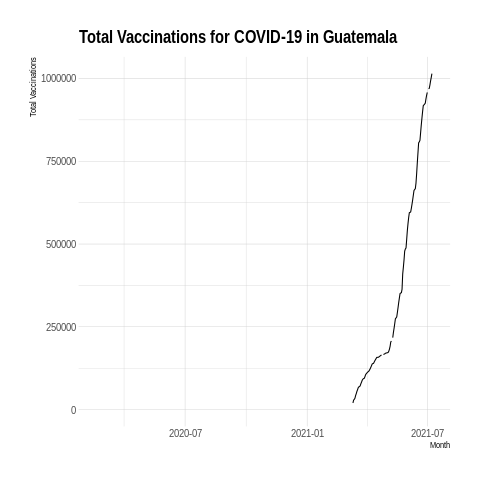 Total Vaccinations for COVID-19 in Guatemala
Total Vaccinations
1000000
750000
500000
250000
0
2020-07
2021-01
2021-07
Month